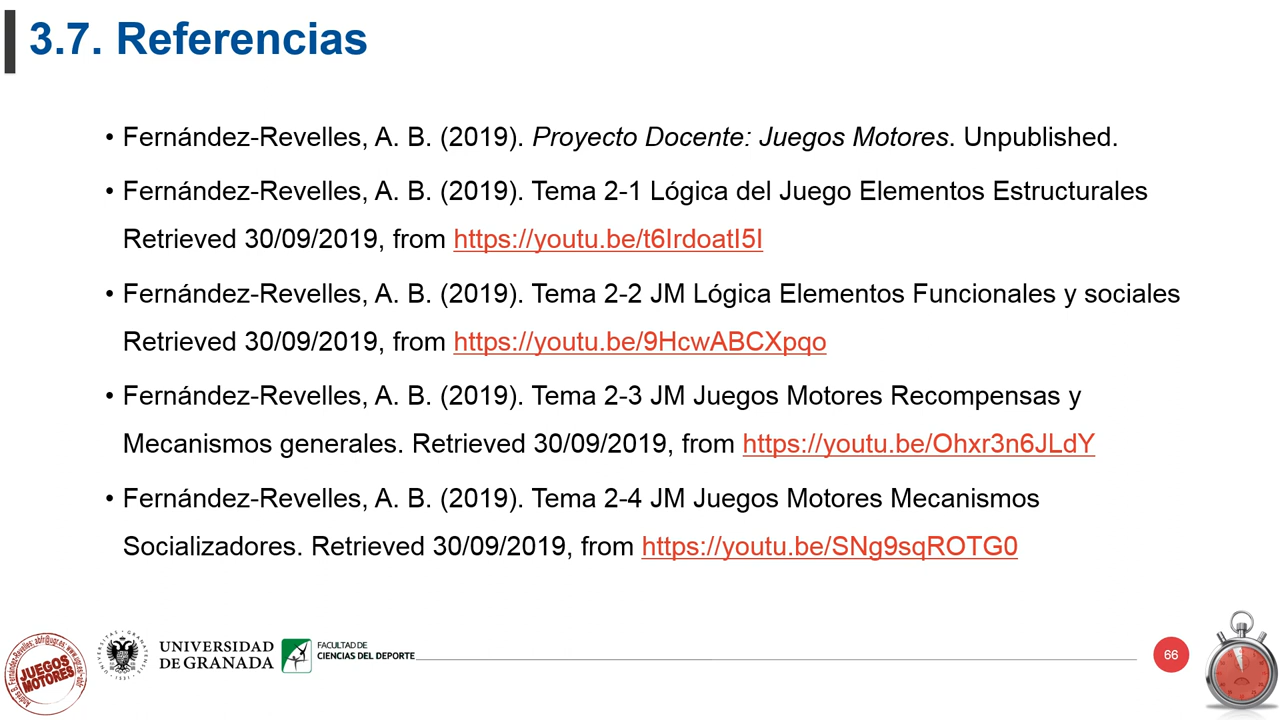 3.7. Referencias
• Fernández-Revelles, A. B. (2019). Proyecto Docente: Juegos Motores. Unpublished.
• Fernández-Revelles, A. B. (2019). Tema 2-1 Lógica del Juego Elementos Estructurales
Retrieved 30/09/2019, from https://youtu.be/t6IrdoatI5I
• Fernández-Revelles, A. B. (2019). Tema 2-2 JM Lógica Elementos Funcionales y sociales
Retrieved 30/09/2019, from https://youtu.be/9HcwABCXpqo
• Fernández-Revelles, A. B. (2019). Tema 2-3 JM Juegos Motores Recompensas y
Mecanismos generales. Retrieved 30/09/2019, from https://youtu.be/Ohxr3n6JLdY
• Fernández-Revelles, A. B. (2019). Tema 2-4 JM Juegos Motores Mecanismos
Socializadores. Retrieved 30/09/2019, from https://youtu.be/SNg9sqROTG0
JUEGOS
MOTORES
UNIVERSIDAD
DE GRANADA
FACULTAD DE
CIENCIAS DEL DEPORTE
66